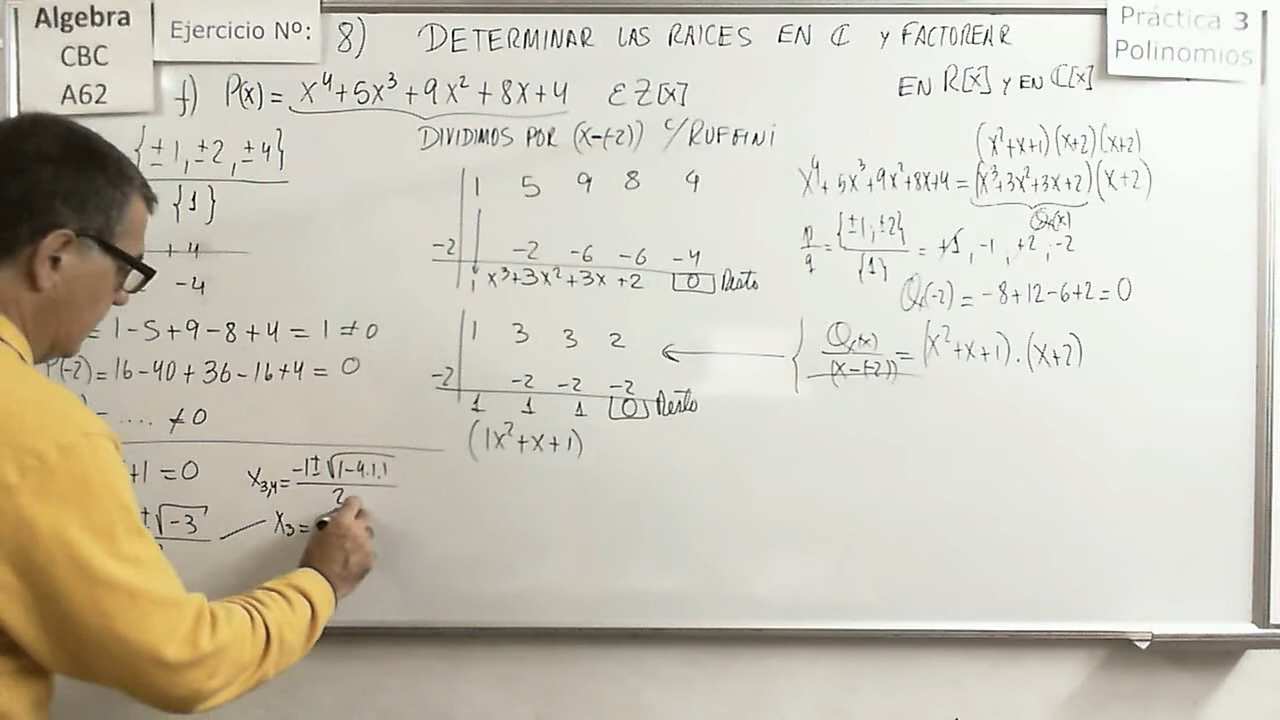 Algebra
CBC
A62
Ejercicio Nº:
8) DETERMINAR LAS RAICES EN ℂ y FACTOREAR
EN R[x] y EN ℂ[x]
Práctica 3
Polinomios
f) P(x) = x⁴+5x³+9x²+8x+4 ∈ Z[x]
{±1, ±2, ±4}
{1}
+4
-4
= 1-5+9-8+4 = 1 ≠ 0
P(-2) = 16-40+36-16+4 = 0
.... ≠ 0
+1 = 0
±√-3
X₃,₄ = -1±√1-4.1.1
2
X₃ =
DIVIDIMOS POR (x-(-2)) C/RUFFINI
1 5 9 8 4
-2 -2 -6 -6 -4
1 x³+3x²+3x+2 0 Resto
1 3 3 2
-2 -2 -2 -2
1 1 1 0 Resto
(1x²+x+1)
(x²+x+1)(x+2)(x+2)
x⁴+5x³+9x²+8x+4 = (x³+3x²+3x+2)(x+2)
Q(x)
p/q = {±1, ±2}/{1} = +1, -1, +2, -2
Q(-2) = -8+12-6+2 = 0
Q(x)/(x-(-2)) = (x²+x+1).(x+2)